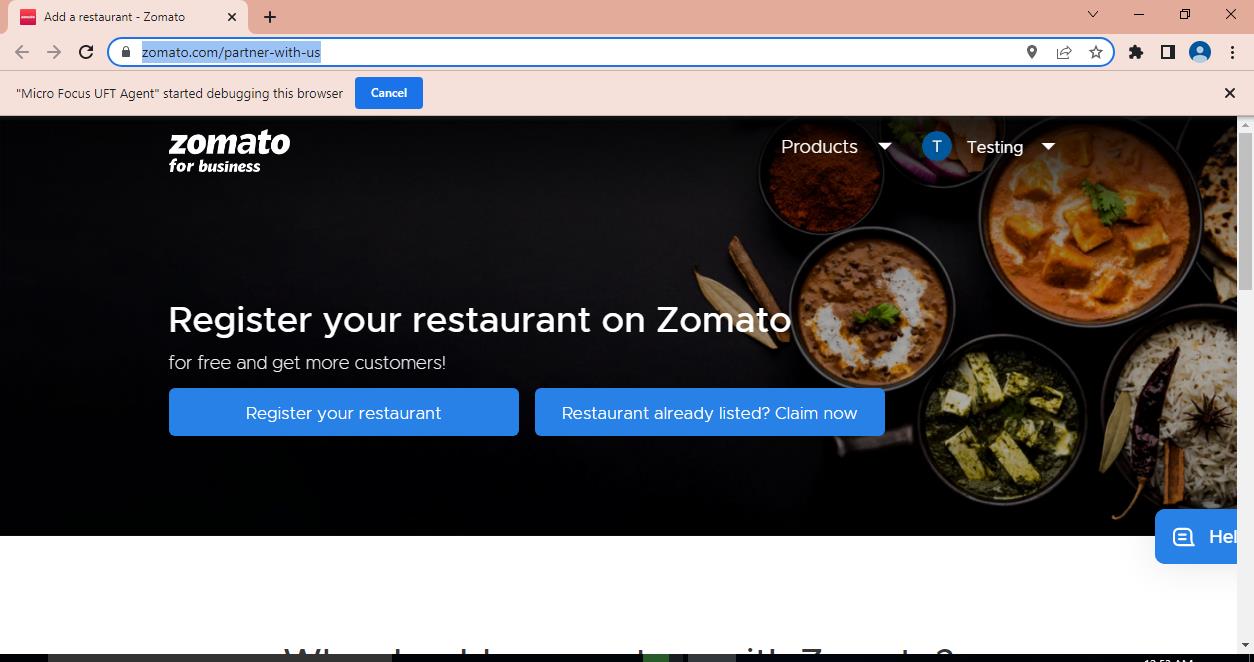 Add a restaurant - Zomato
zomato.com/partner-with-us
"Micro Focus UFT Agent" started debugging this browser
Cancel
zomato
for business
Products
T
Testing
Register your restaurant on Zomato
for free and get more customers!
Register your restaurant
Restaurant already listed? Claim now
Hel